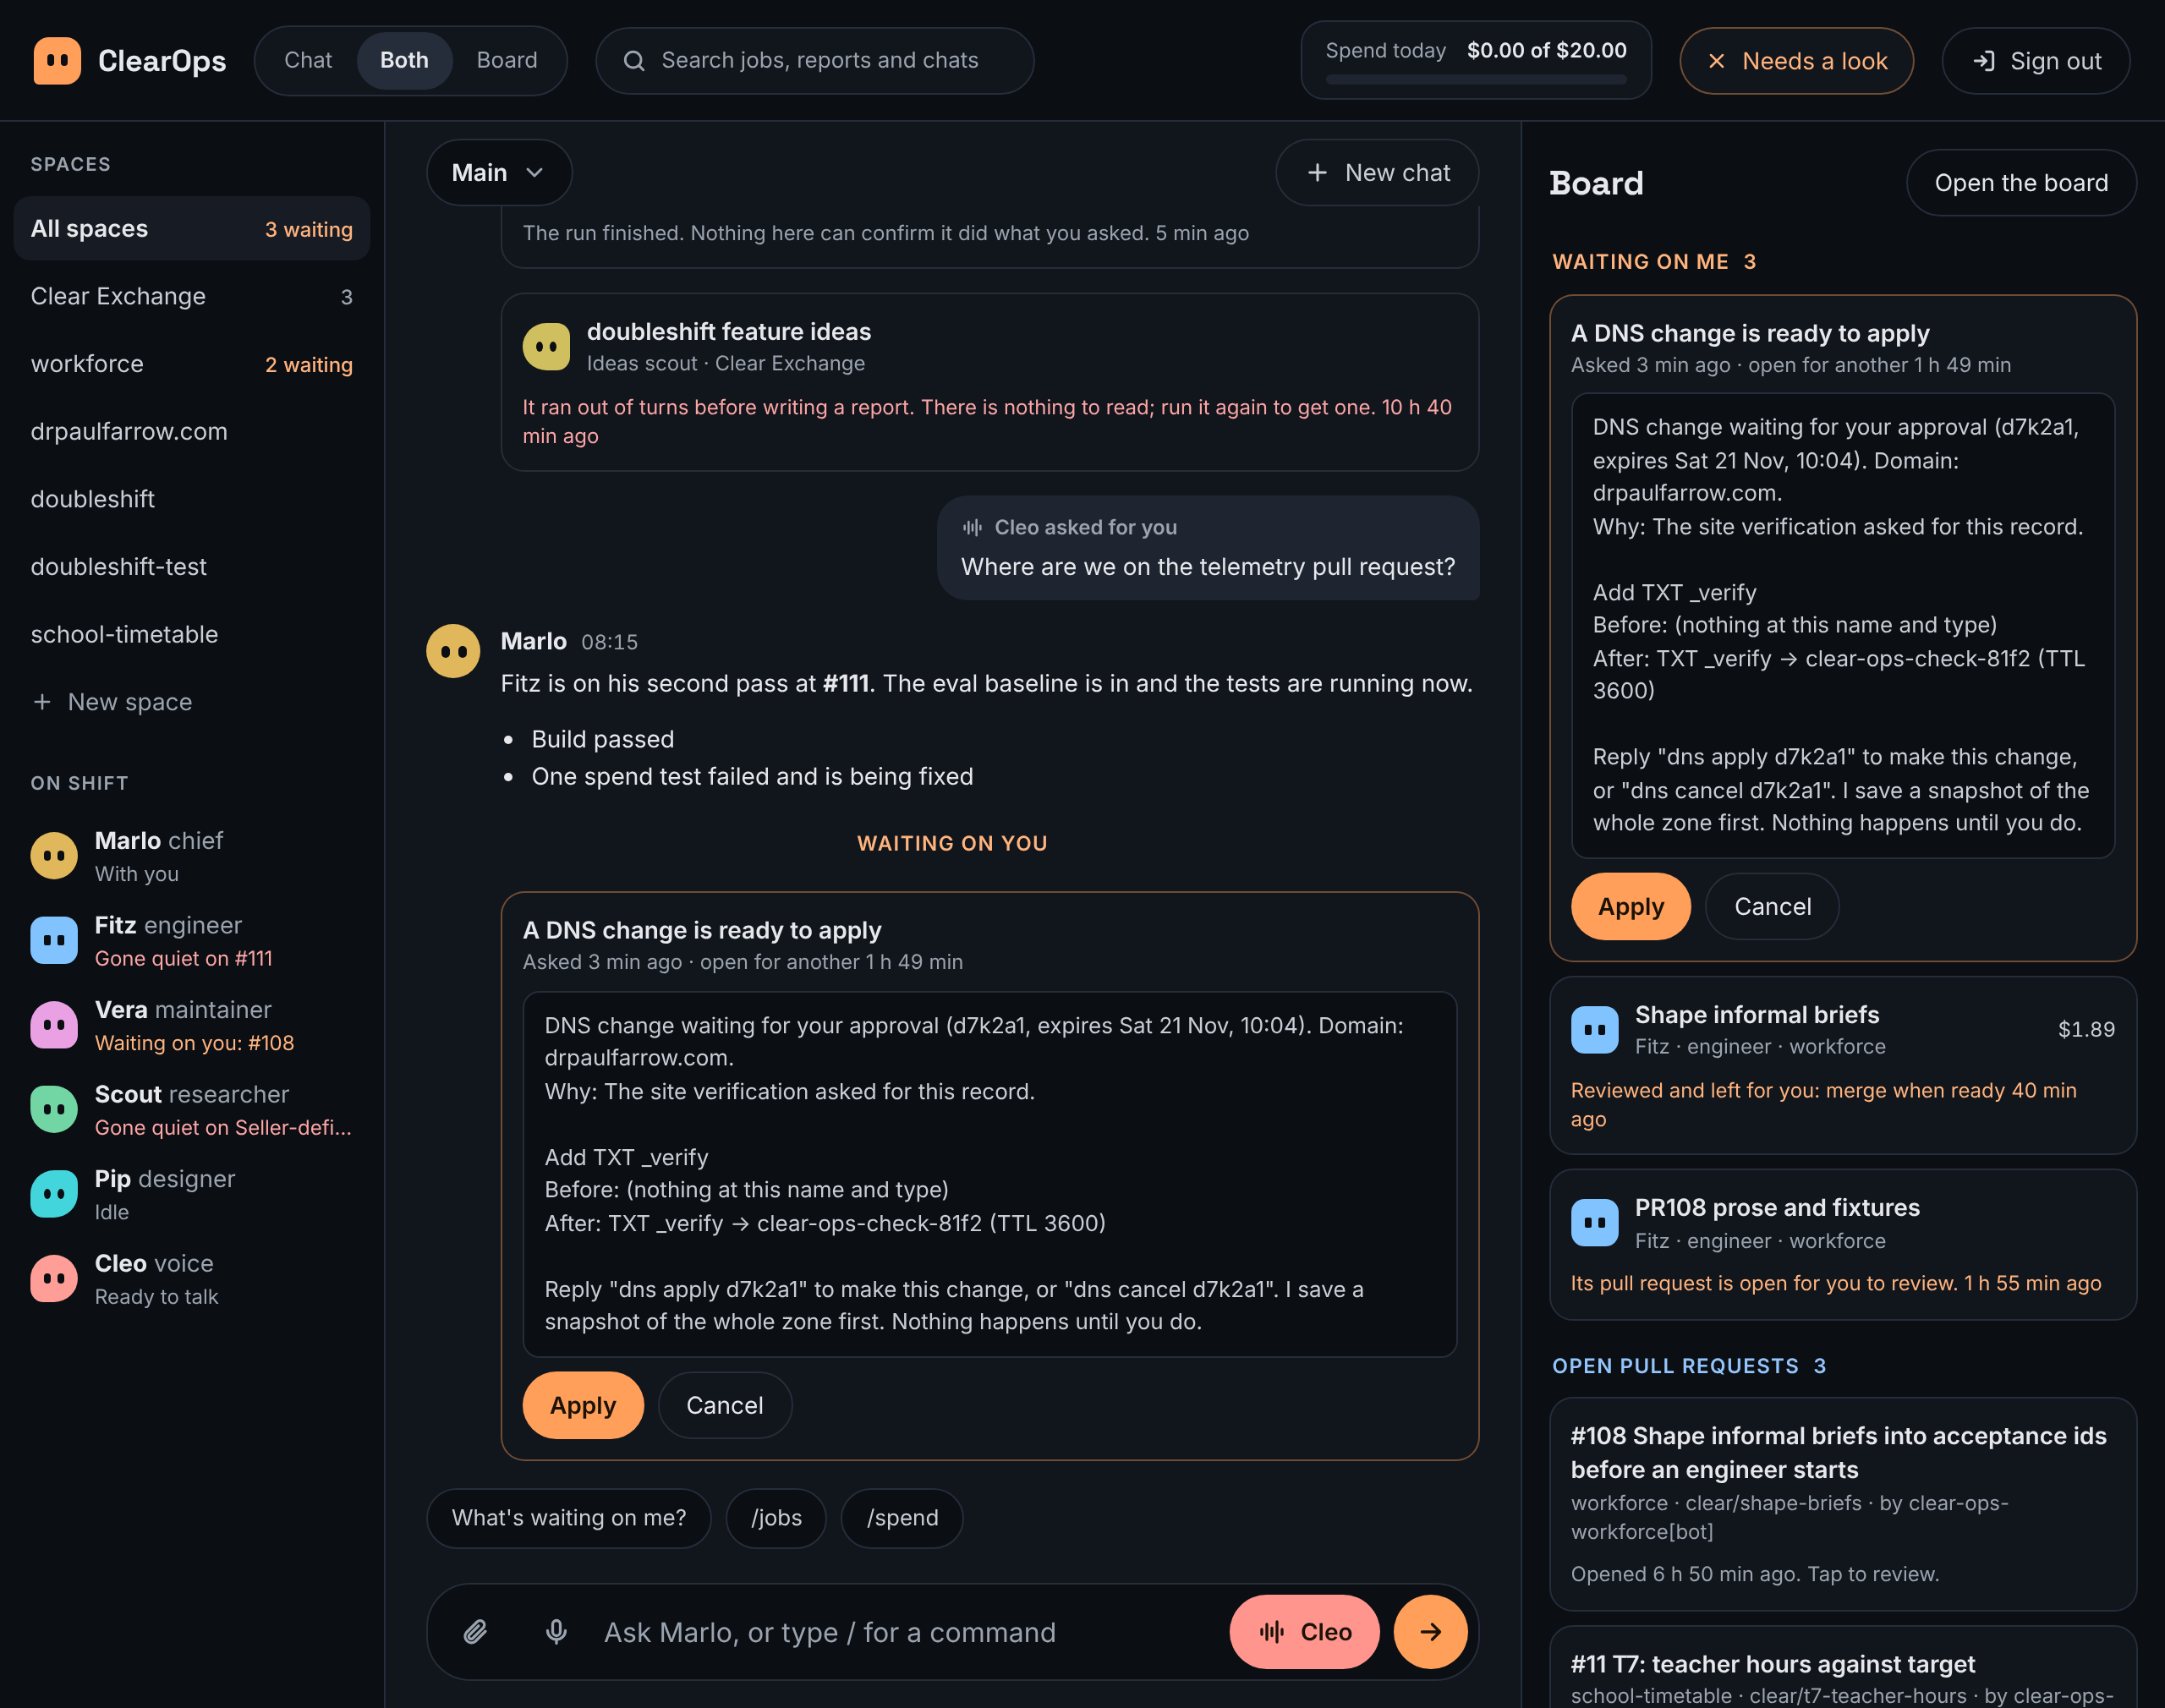 ClearOps
Chat
Both
Board
Search jobs, reports and chats
Spend today $0.00 of $20.00
Needs a look
Sign out
SPACES
All spaces 3 waiting
Clear Exchange 3
workforce 2 waiting
drpaulfarrow.com
doubleshift
doubleshift-test
school-timetable
+ New space
ON SHIFT
Marlo chief
With you
Fitz engineer
Gone quiet on #111
Vera maintainer
Waiting on you: #108
Scout researcher
Gone quiet on Seller-defi...
Pip designer
Idle
Cleo voice
Ready to talk
Main
+ New chat
The run finished. Nothing here can confirm it did what you asked. 5 min ago
doubleshift feature ideas
Ideas scout · Clear Exchange
It ran out of turns before writing a report. There is nothing to read; run it again to get one. 10 h 40
min ago
Cleo asked for you
Where are we on the telemetry pull request?
Marlo 08:15
Fitz is on his second pass at #111. The eval baseline is in and the tests are running now.
• Build passed
• One spend test failed and is being fixed
WAITING ON YOU
A DNS change is ready to apply
Asked 3 min ago · open for another 1 h 49 min
DNS change waiting for your approval (d7k2a1, expires Sat 21 Nov, 10:04). Domain:
drpaulfarrow.com.
Why: The site verification asked for this record.
Add TXT _verify
Before: (nothing at this name and type)
After: TXT _verify → clear-ops-check-81f2 (TTL 3600)
Reply "dns apply d7k2a1" to make this change, or "dns cancel d7k2a1". I save a
snapshot of the whole zone first. Nothing happens until you do.
Apply
Cancel
What's waiting on me?
/jobs
/spend
Ask Marlo, or type / for a command
Cleo
Board
Open the board
WAITING ON ME 3
A DNS change is ready to apply
Asked 3 min ago · open for another 1 h 49 min
DNS change waiting for your approval (d7k2a1,
expires Sat 21 Nov, 10:04). Domain:
drpaulfarrow.com.
Why: The site verification asked for this record.
Add TXT _verify
Before: (nothing at this name and type)
After: TXT _verify → clear-ops-check-81f2 (TTL
3600)
Reply "dns apply d7k2a1" to make this change,
or "dns cancel d7k2a1". I save a snapshot of the
whole zone first. Nothing happens until you do.
Apply
Cancel
Shape informal briefs $1.89
Fitz · engineer · workforce
Reviewed and left for you: merge when ready 40 min
ago
PR108 prose and fixtures
Fitz · engineer · workforce
Its pull request is open for you to review. 1 h 55 min ago
OPEN PULL REQUESTS 3
#108 Shape informal briefs into acceptance ids
before an engineer starts
workforce · clear/shape-briefs · by clear-ops-
workforce[bot]
Opened 6 h 50 min ago. Tap to review.
#11 T7: teacher hours against target
school-timetable · clear/t7-teacher-hours · by clear-ops-